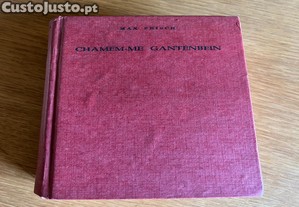 CustoJusto.pt
MAX FRISCH
CHAMEM-ME GANTENBEIN